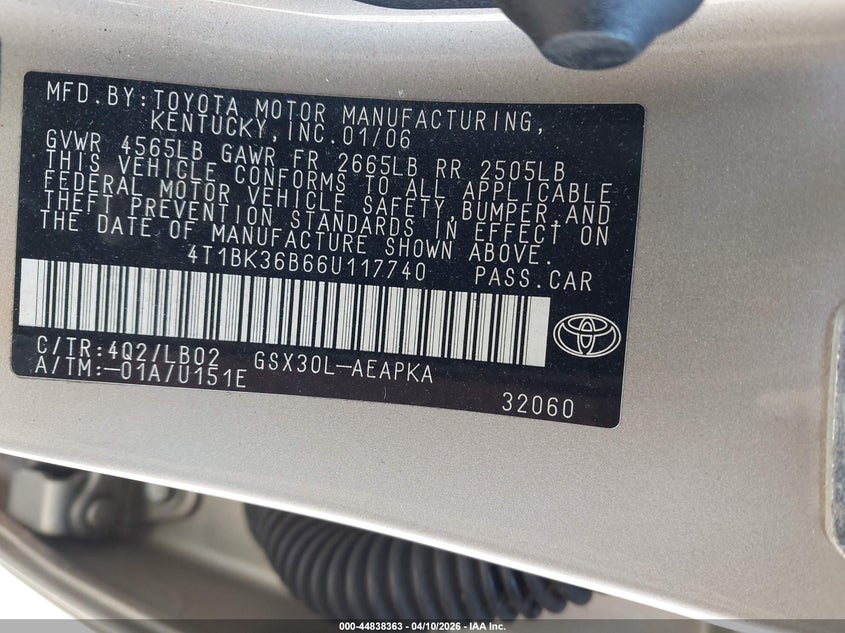 MFD.BY:TOYOTA MOTOR MANUFACTURING,
KENTUCKY,INC.01/06
GVWR 4565LB GAWR FR 2665LB RR 2505LB
THIS VEHICLE CONFORMS TO ALL APPLICABLE
FEDERAL MOTOR VEHICLE SAFETY,BUMPER,AND
THEFT PREVENTION STANDARDS IN EFFECT ON
THE DATE OF MANUFACTURE SHOWN ABOVE.
4T1BK36B66U117740 PASS.CAR
C/TR:4Q2/LB02 GSX30L-AEAPKA
A/TM:-01A/U151E
32060
000-44838363 - 04/10/2026 - IAA Inc.